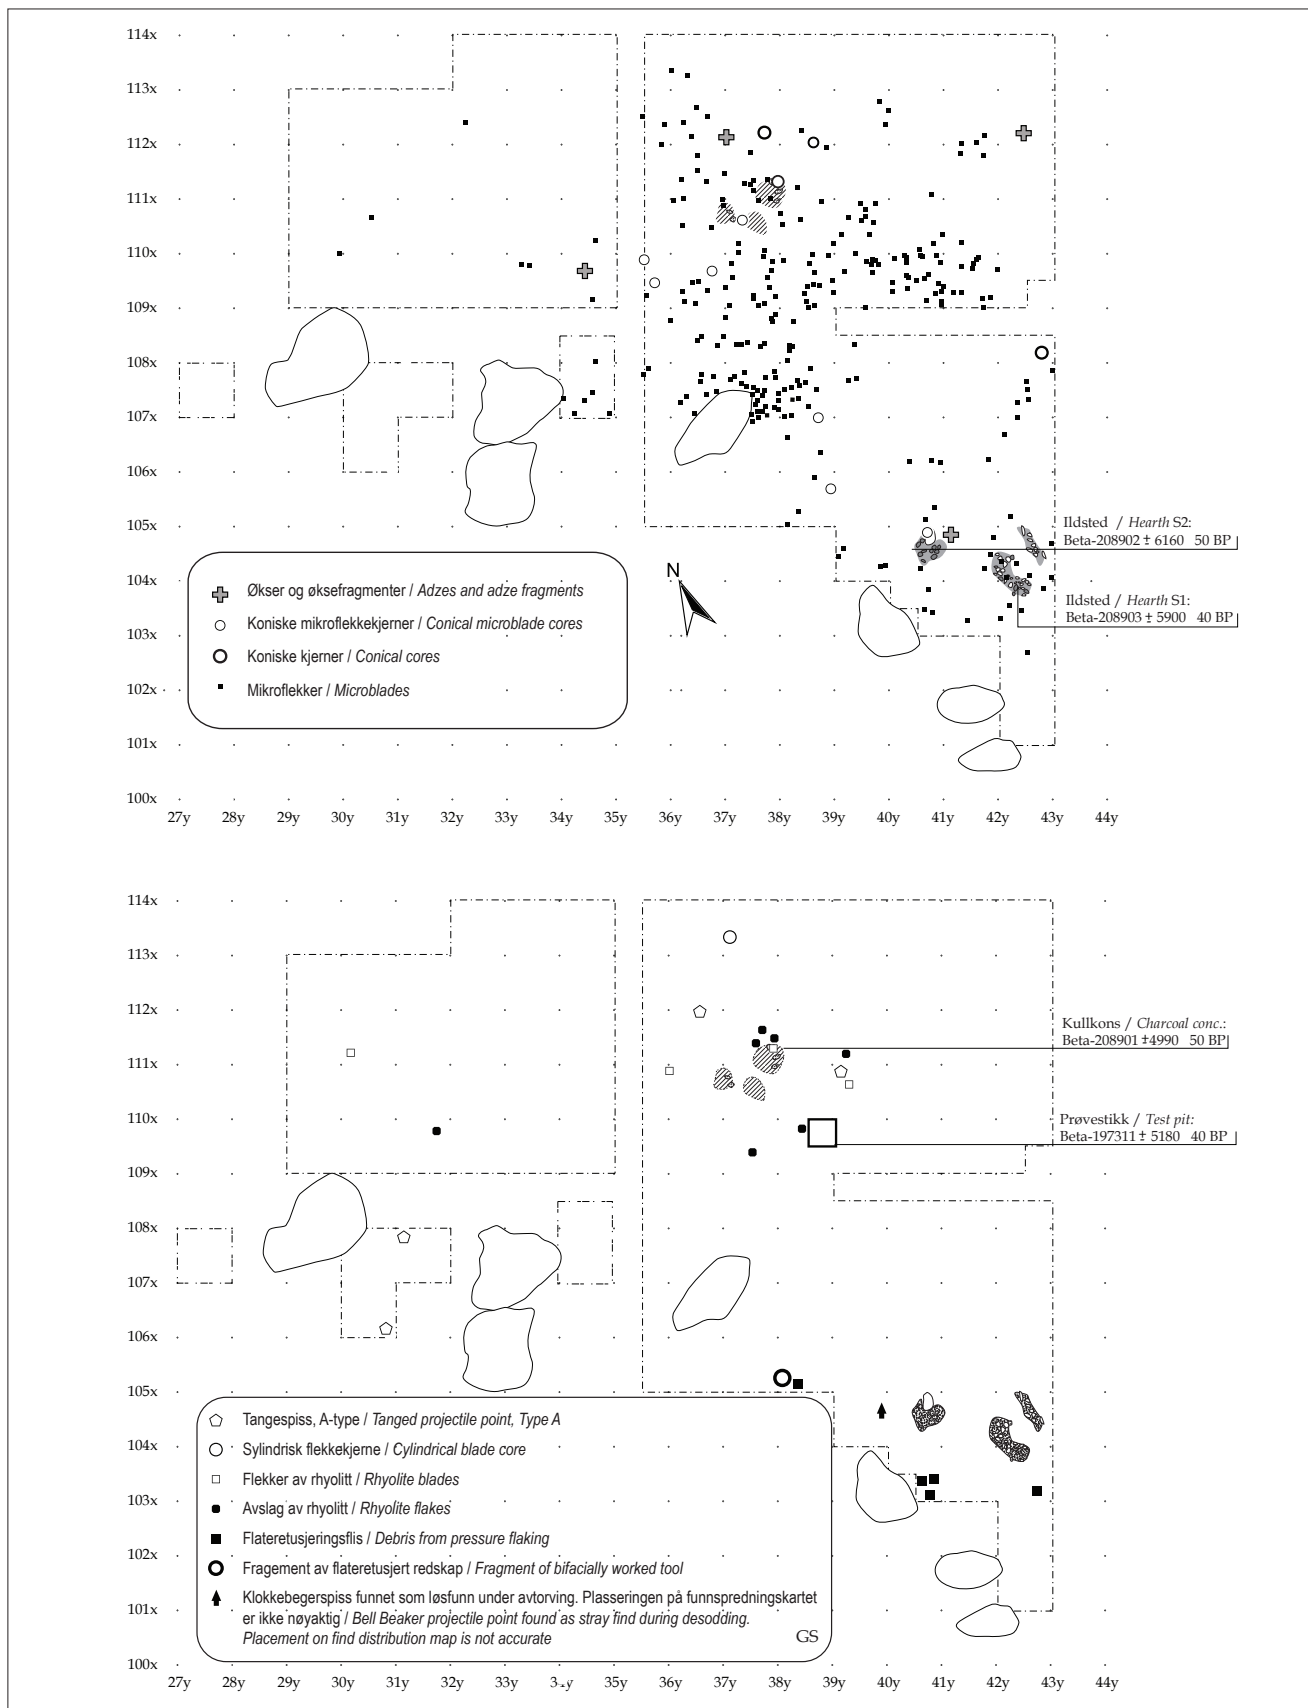 114x
113x
112x
111x
110x
109x
108x
107x
106x
105x
104x
103x
102x
101x
100x
27y 28y 29y 30y 31y 32y 33y 34y 35y 36y 37y 38y 39y 40y 41y 42y 43y 44y
N
Økser og øksefragmenter / Adzes and adze fragments
Koniske mikroflekkekjerner / Conical microblade cores
Koniske kjerner / Conical cores
Mikroflekker / Microblades
Ildsted / Hearth S2:
Beta-208902 ± 6160 50 BP
Ildsted / Hearth S1:
Beta-208903 ± 5900 40 BP
114x
113x
112x
111x
110x
109x
108x
107x
106x
105x
104x
103x
102x
101x
100x
27y 28y 29y 30y 31y 32y 33y 34y 35y 36y 37y 38y 39y 40y 41y 42y 43y 44y
Kullkons / Charcoal conc.:
Beta-208901 ±4990 50 BP
Prøvestikk / Test pit:
Beta-197311 ± 5180 40 BP
Tangespiss, A-type / Tanged projectile point, Type A
Sylindrisk flekkekjerne / Cylindrical blade core
Flekker av rhyolitt / Rhyolite blades
Avslag av rhyolitt / Rhyolite flakes
Flateretusjeringsflis / Debris from pressure flaking
Fragement av flateretusjert redskap / Fragment of bifacially worked tool
Klokkebegerspiss funnet som løsfunn under avtorving. Plasseringen på funnspredningskartet
er ikke nøyaktig / Bell Beaker projectile point found as stray find during desodding.
Placement on find distribution map is not accurate
GS